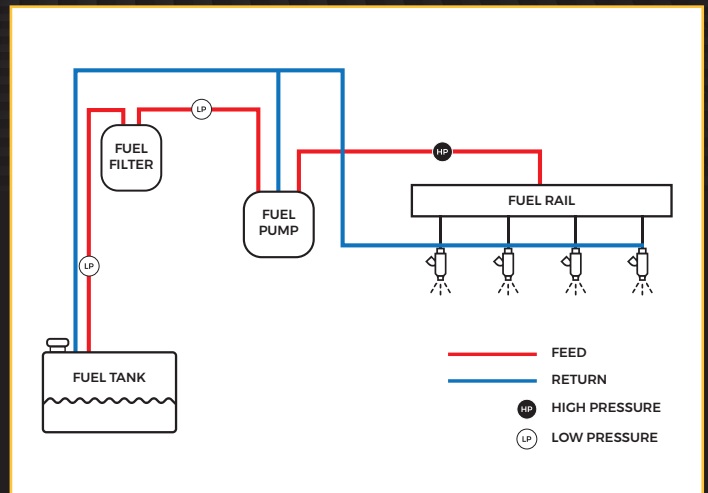 LP
FUEL
FILTER
HP
FUEL RAIL
FUEL
PUMP
LP
FUEL TANK
FEED
RETURN
HP HIGH PRESSURE
LP LOW PRESSURE